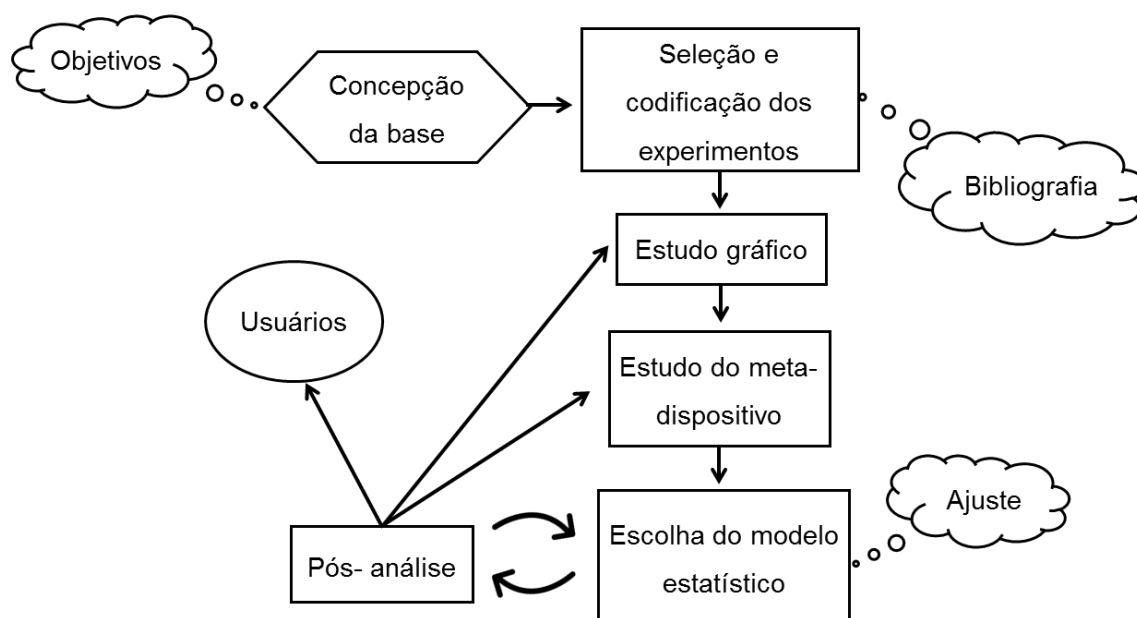 Objetivos
Concepção
da base
Seleção e
codificação dos
experimentos
Bibliografia
Estudo gráfico
Usuários
Estudo do meta-
dispositivo
Ajuste
Pós- análise
Escolha do modelo
estatístico